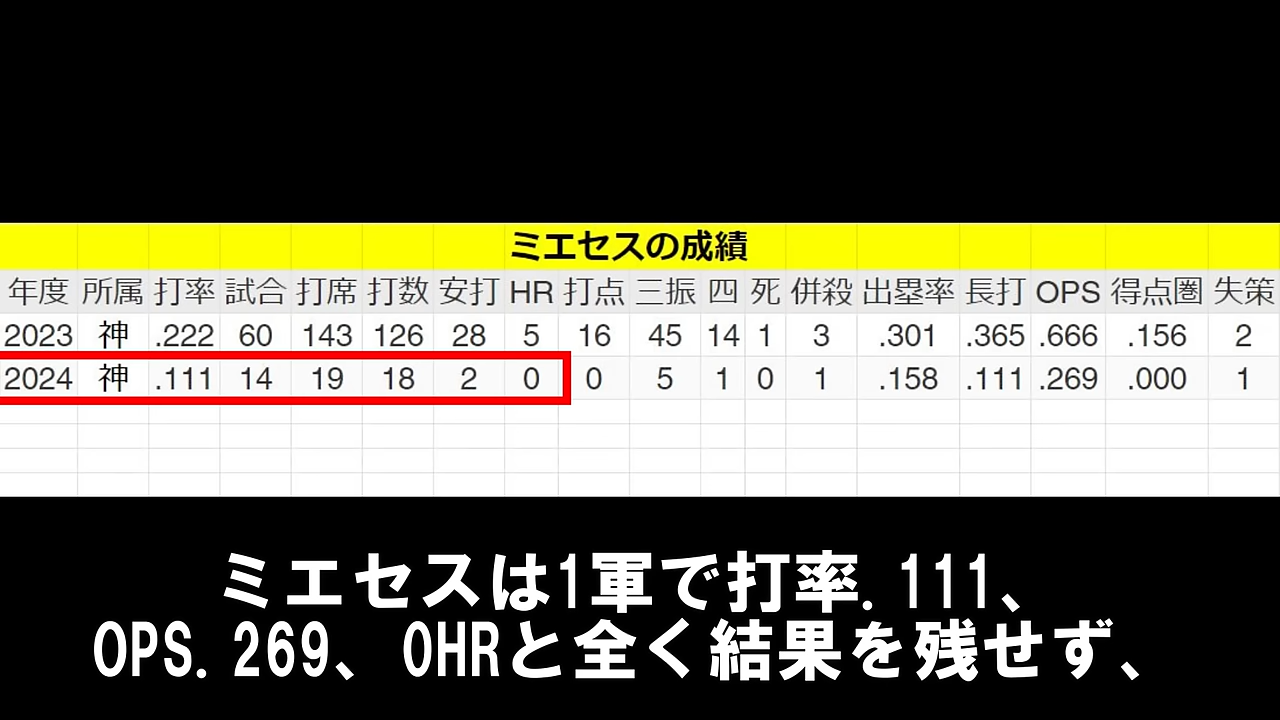 ミエセスの成績
年度 所属 打率 試合 打席 打数 安打 HR 打点 三振 四 死 併殺 出塁率 長打 OPS 得点圏 失策
2023 神 .222 60 143 126 28 5 16 45 14 1 3 .301 .365 .666 .156 2
2024 神 .111 14 19 18 2 0 0 5 1 0 1 .158 .111 .269 .000 1
ミエセスは1軍で打率.111、
OPS.269、0HRと全く結果を残せず、